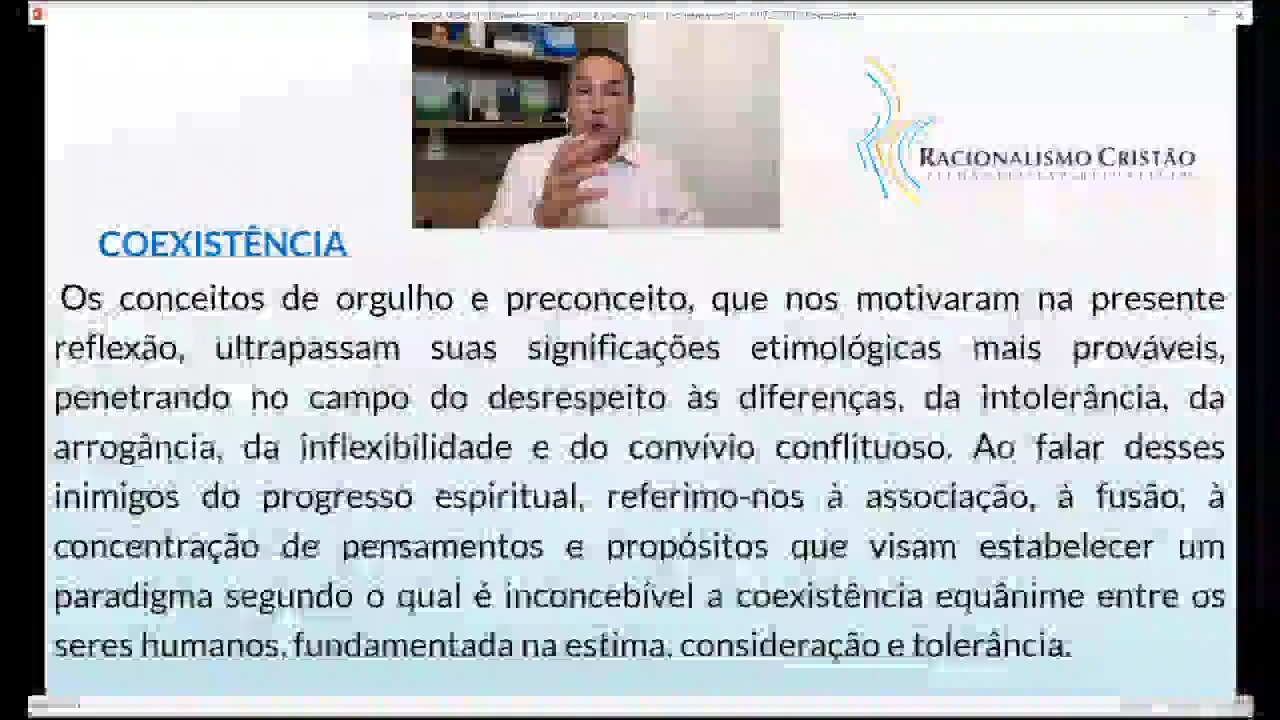 RACIONALISMO CRISTÃO
COEXISTÊNCIA
Os conceitos de orgulho e preconceito, que nos motivaram na presente
reflexão, ultrapassam suas significações etimológicas mais prováveis,
penetrando no campo do desrespeito às diferenças, da intolerância, da
arrogância, da inflexibilidade e do convívio conflituoso. Ao falar desses
inimigos do progresso espiritual, referimo-nos à associação, à fusão, à
concentração de pensamentos e propósitos que visam estabelecer um
paradigma segundo o qual é inconcebível a coexistência equânime entre os
seres humanos, fundamentada na estima, consideração e tolerância.